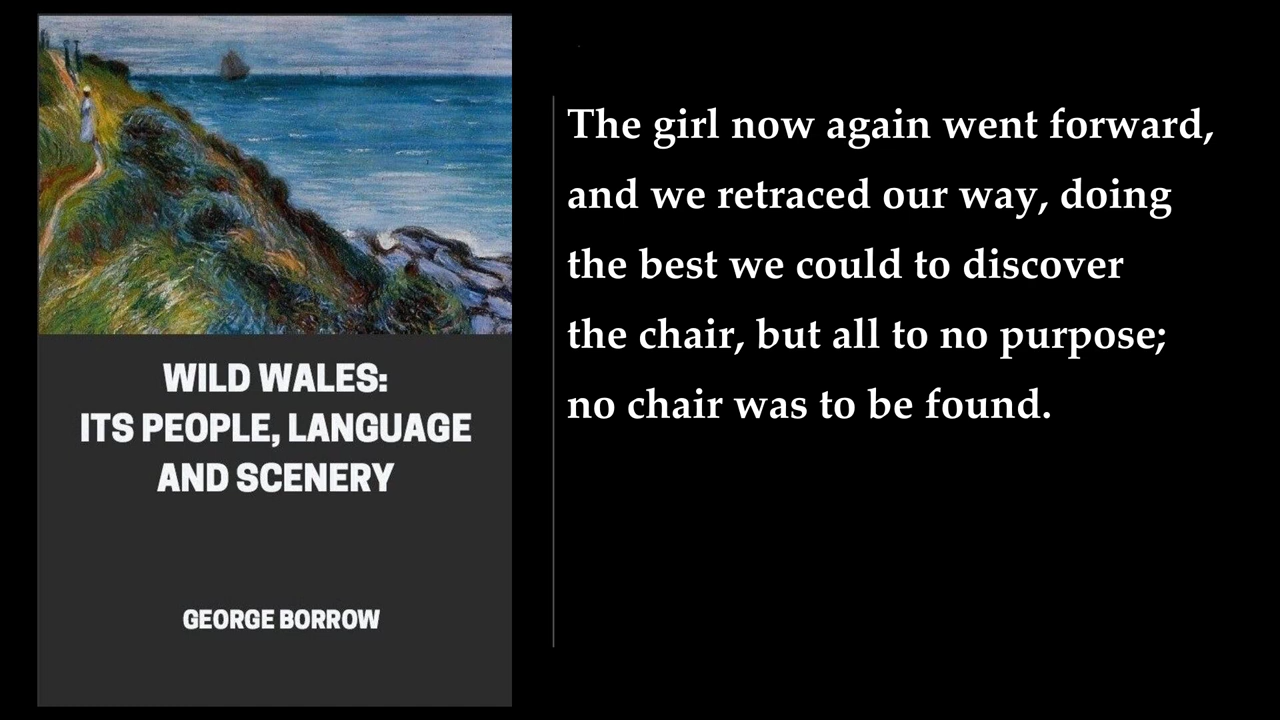 WILD WALES:
ITS PEOPLE, LANGUAGE
AND SCENERY
GEORGE BORROW
The girl now again went forward,
and we retraced our way, doing
the best we could to discover
the chair, but all to no purpose;
no chair was to be found.